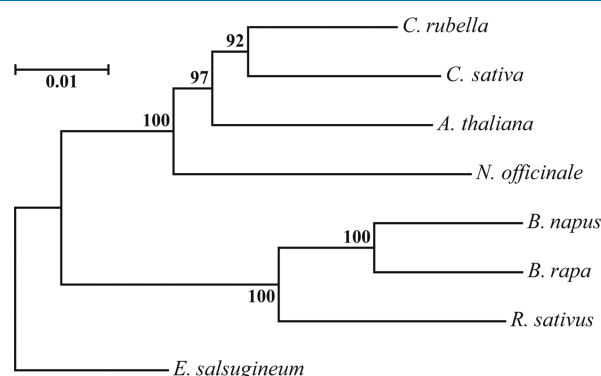 C. rubella
92
C. sativa
0.01
97
A. thaliana
100
N. officinale
B. napus
100
B. rapa
100
R. sativus
E. salsugineum